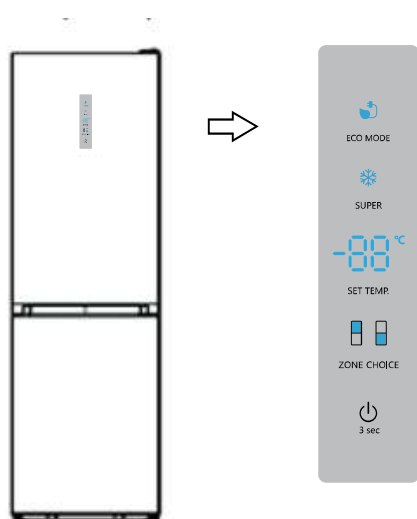 ECO MODE
SUPER
-88 °C
SET TEMP.
ZONE CHOICE
3 sec